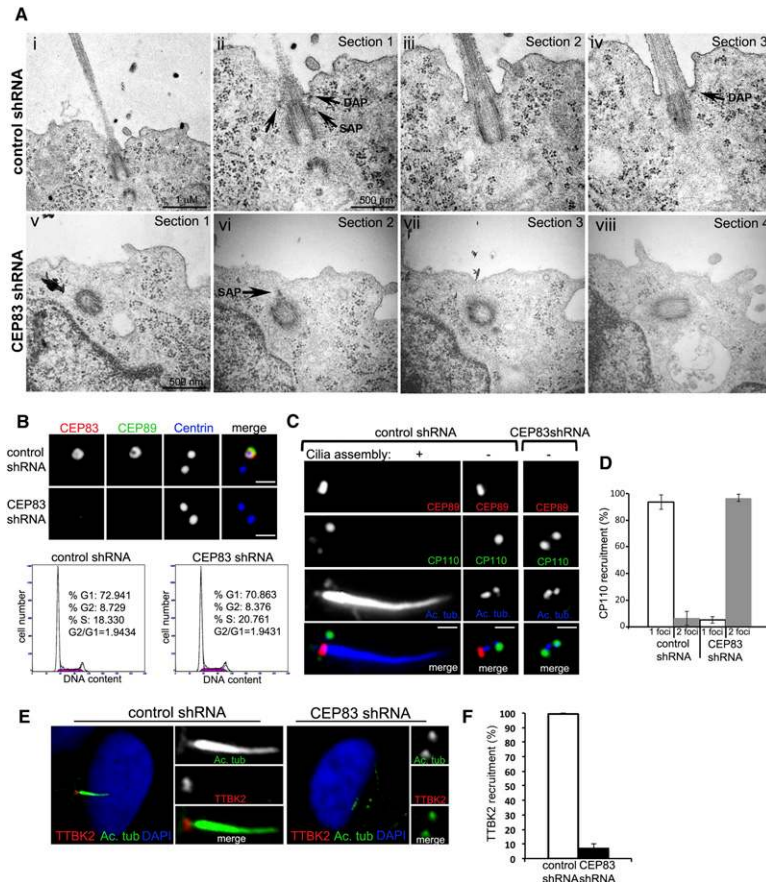 A
control shRNA
i
1 uM
ii
Section 1
DAP
SAP
500 nm
iii
Section 2
iv
Section 3
DAP
CEP83 shRNA
v
Section 1
500 nm
vi
Section 2
SAP
vii
Section 3
viii
Section 4
B
CEP83 CEP89 Centrin merge
control shRNA
CEP83 shRNA
control shRNA
cell number
% G1: 72.941
% G2: 8.729
% S: 18.330
G2/G1=1.9434
DNA content
CEP83 shRNA
cell number
% G1: 70.863
% G2: 8.376
% S: 20.761
G2/G1=1.9431
DNA content
C
control shRNA CEP83shRNA
Cilia assembly: + - -
CEP89 CEP89 CEP89
CP110 CP110 CP110
Ac. tub Ac. tub Ac. tub
merge merge merge
D
CP110 recruitment (%)
120
100
80
60
40
20
0
1 foci 2 foci 1 foci 2 foci
control shRNA CEP83 shRNA
E
control shRNA
TTBK2 Ac. tub DAPI
Ac. tub
TTBK2
merge
CEP83 shRNA
TTBK2 Ac. tub DAPI
Ac. tub
TTBK2
merge
F
TTBK2 recruitment (%)
100
90
80
70
60
50
40
30
20
10
0
control CEP83
shRNA shRNA